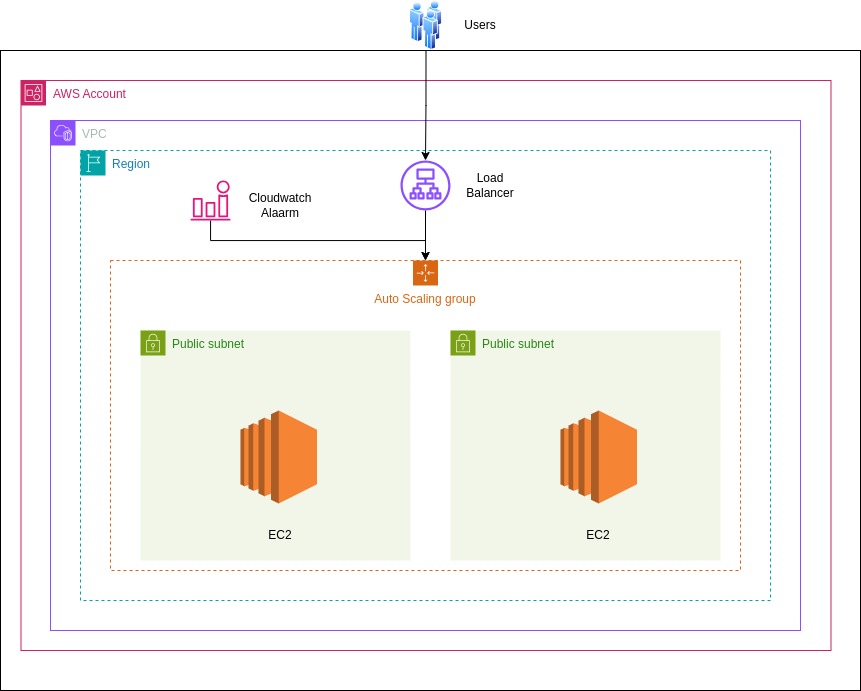 Users
AWS Account
VPC
Region
Cloudwatch
Alaarm
Load
Balancer
Auto Scaling group
Public subnet
Public subnet
EC2
EC2